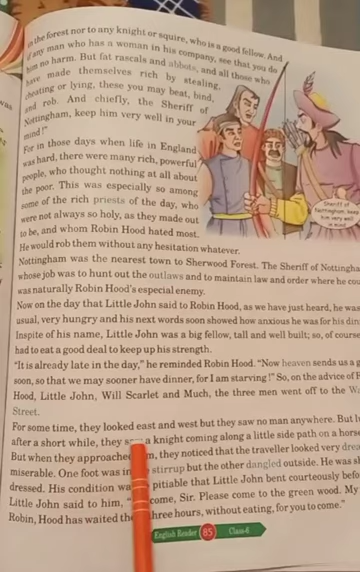 in the forest nor to any knight or squire, who is a good fellow. And
if any man who has a woman in his company, see that you do
him no harm. But fat rascals and abbots, and all those who
have made themselves rich by stealing,
cheating or lying, these you may beat, bind,
and rob. And chiefly, the Sheriff of
Nottingham, keep him very well in your
mind!"
For in those days when life in England
was hard, there were many rich, powerful
people, who thought nothing at all about
the poor. This was especially so among
some of the rich priests of the day, who
were not always so holy, as they made out
to be, and whom Robin Hood hated most.
He would rob them without any hesitation whatever.
Sheriff of
Nottingham, keep
him very well
in mind
Nottingham was the nearest town to Sherwood Forest. The Sheriff of Nottingha
whose job was to hunt out the outlaws and to maintain law and order where he cou
was naturally Robin Hood's especial enemy.
Now on the day that Little John said to Robin Hood, as we have just heard, he was
usual, very hungry and his next words soon showed how anxious he was for his din
Inspite of his name, Little John was a big fellow, tall and well built; so, of course
had to eat a good deal to keep up his strength.
"It is already late in the day," he reminded Robin Hood. "Now heaven sends us a g
soon, so that we may sooner have dinner, for I am starving!" So, on the advice of
Hood, Little John, Will Scarlet and Much, the three men went off to the W
Street.
For some time, they looked east and west but they saw no man anywhere. But
after a short while, they a knight coming along a little side path on a horse
But when they approached they noticed that the traveller looked very
miserable. One foot was stirrup but the other dangled outside. He was
dressed. His condition pitiable that Little John bent courteously
Little John said to him, come, Sir. Please come to the green wood. My
Robin, Hood has waited hree hours, without eating, for you to come."
English Reader 85 Class-6